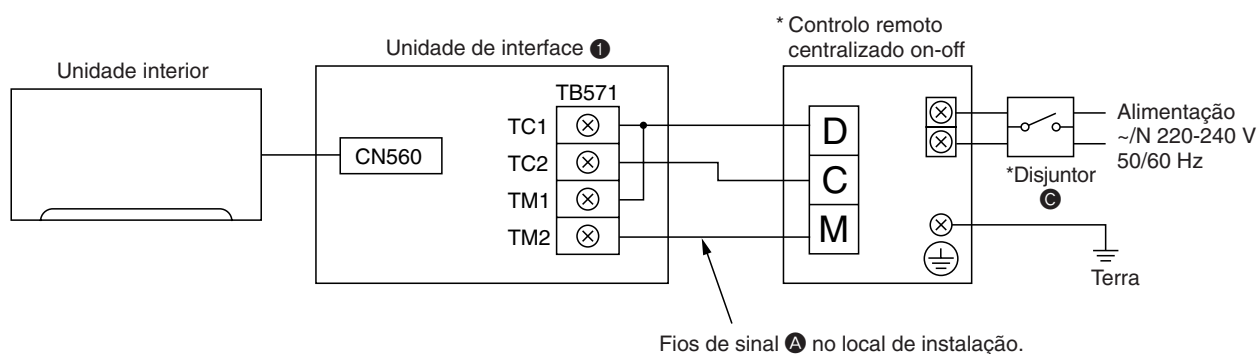 * Controlo remoto
centralizado on-off
Unidade de interface ❶
Unidade interior
TB571
TC1
TC2
TM1
TM2
CN560
D
C
M
Alimentação
~/N 220-240 V
50/60 Hz
*Disjuntor
🅒
Terra
Fios de sinal 🅐 no local de instalação.